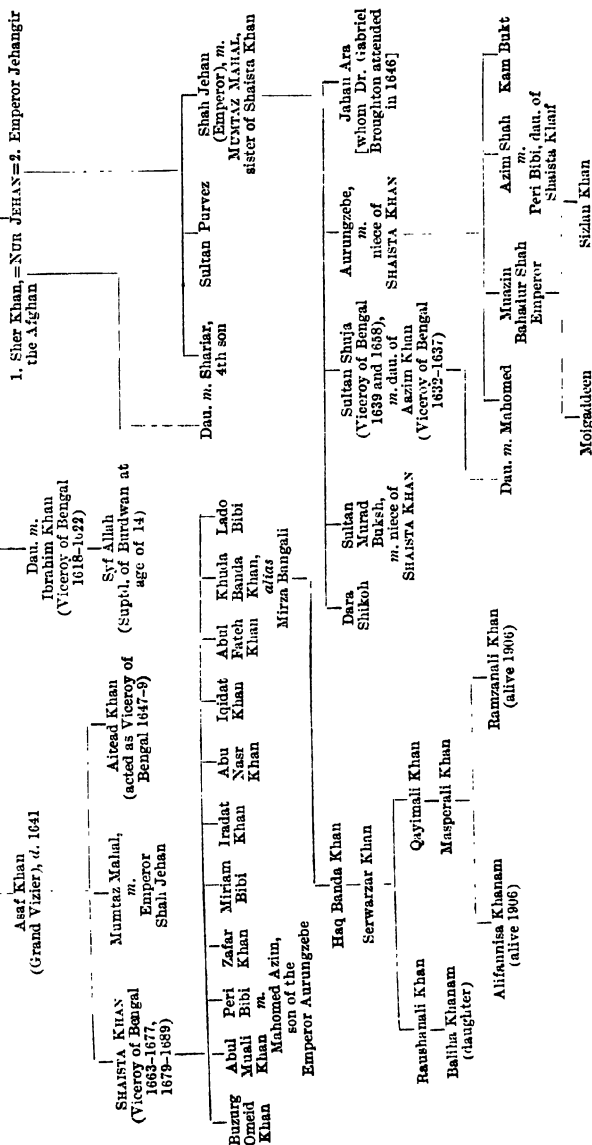 Asaf Khan
(Grand Vizier), d. 1641
Dau. m.
Ibrahim Khan
(Viceroy of Bengal
1618-1622)
Syf Allah
(Suptd. of Burdwan at
age of 14)
1. Sher Khan,=NUR JEHAN=2. Emperor Jehangir
the Afghan
SHAISTA KHAN
(Viceroy of Bengal
1663-1677,
1679-1689)
Mumtaz Mahal,
m.
Emperor
Shah Jehan
Aitead Khan
(acted as Viceroy of
Bengal 1647-9)
Dau. m. Shariar,
4th son
Sultan Purvez
Shah Jehan
(Emperor), m.
MUMTAZ MAHAL,
sister of Shaista Khan
Buzurg
Omeid
Khan
Abul
Muali
Khan
Peri
Bibi
m.
Mahomed Azim,
son of the
Emperor Aurungzebe
Zafar
Khan
Miriam
Bibi
Iradat
Khan
Abu
Nasr
Khan
Iqidat
Khan
Abul
Fateh
Khan
Khuda
Banda
Khan,
alias
Mirza Bangali
Lado
Bibi
Dara
Shikoh
Sultan
Murad
Buksh,
m. niece of
SHAISTA KHAN
Sultan Shuja
(Viceroy of Bengal
1639 and 1658),
m. dau. of
Aazim Khan
(Viceroy of Bengal
1632-1637)
Aurungzebe,
m.
niece of
SHAISTA KHAN
Jahan Ara
[whom Dr. Gabriel
Broughton attended
in 1646]
Haq Banda Khan
Serwarzar Khan
Raushanali Khan
Baliha Khanam
(daughter)
Qayimali Khan
Masperali Khan
Alifannisa Khanam
(alive 1906)
Ramzanali Khan
(alive 1906)
Dau. m. Mahomed
Muazin
Bahadur Shah
Emperor
Azim Shah
m.
Peri Bibi, dau. of
Shaista Khan
Kam Bukt
Moigaddeen
Sizlan Khan